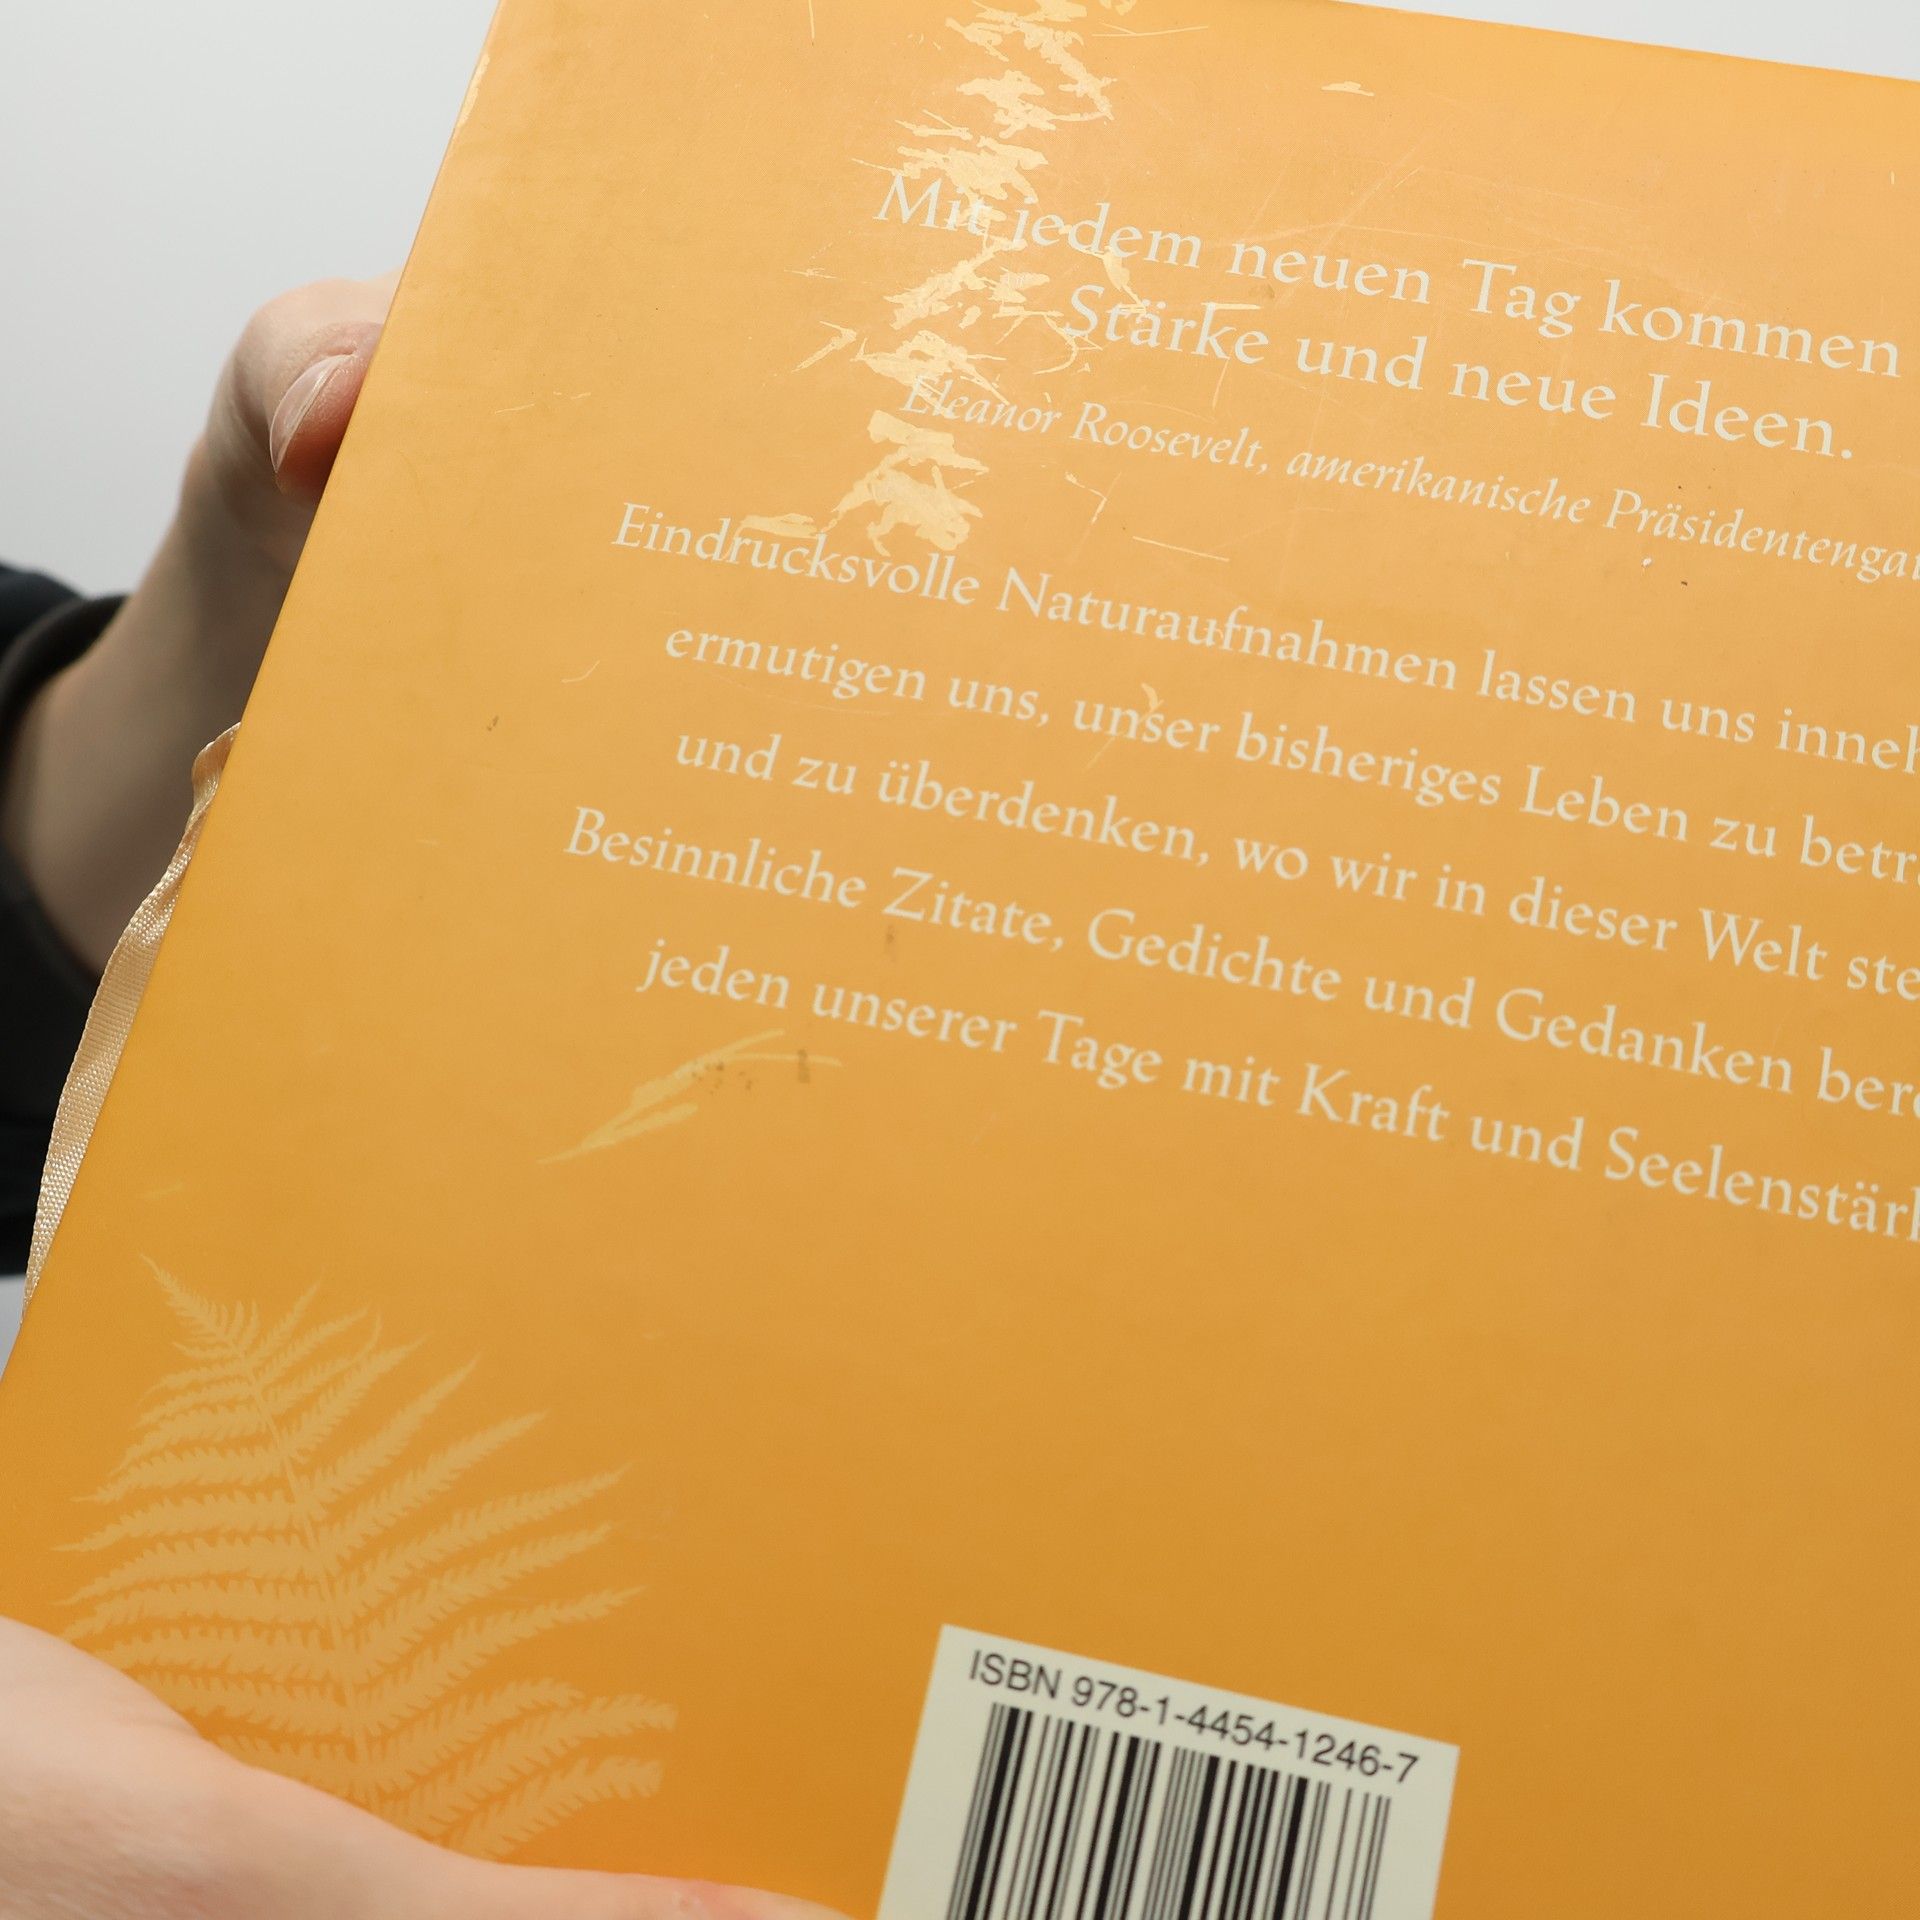 Mit jedem neuen Tag kommen
Stärke und neue Ideen.
Eleanor Roosevelt, amerikanische
Eindrucksvolle Naturaufnahmen lassen uns
ermutigen uns, unser bisheriges Leben zu
und zu überdenken, wo wir in dieser Welt
Besinnliche Zitate, Gedichte und Gedanken
jeden unserer Tage mit Kraft und
ISBN 978-1-4454-1246-7